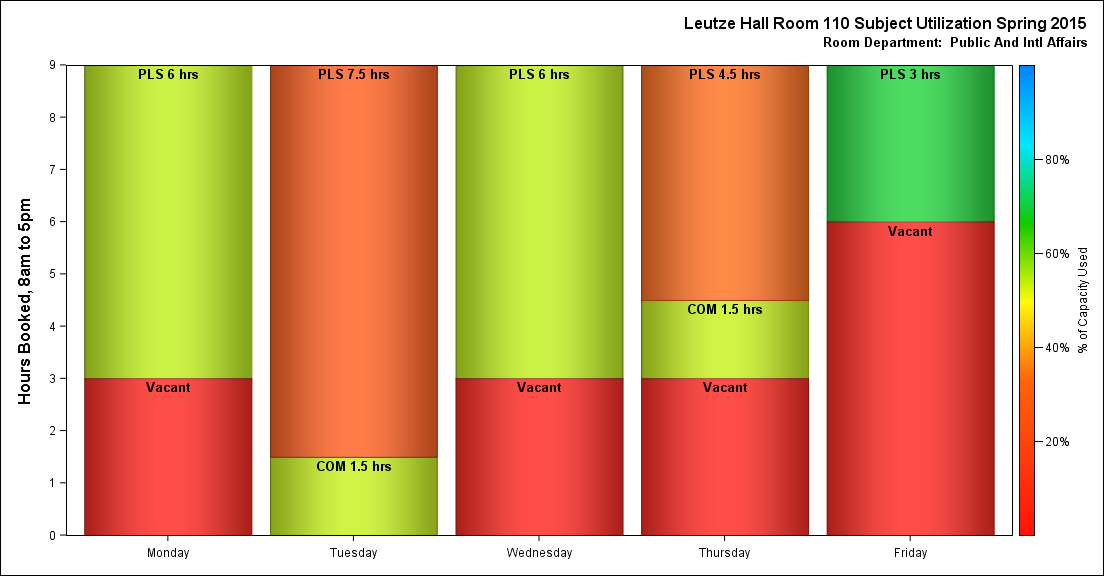 Leutze Hall Room 110 Subject Utilization Spring 2015
Room Department:  Public And Intl Affairs
Hours Booked, 8am to 5pm
9
8
7
6
5
4
3
2
1
0
PLS 6 hrs
Vacant
PLS 7.5 hrs
COM 1.5 hrs
PLS 6 hrs
Vacant
PLS 4.5 hrs
COM 1.5 hrs
Vacant
PLS 3 hrs
Vacant
Monday
Tuesday
Wednesday
Thursday
Friday
80%
60%
40%
20%
% of Capacity Used